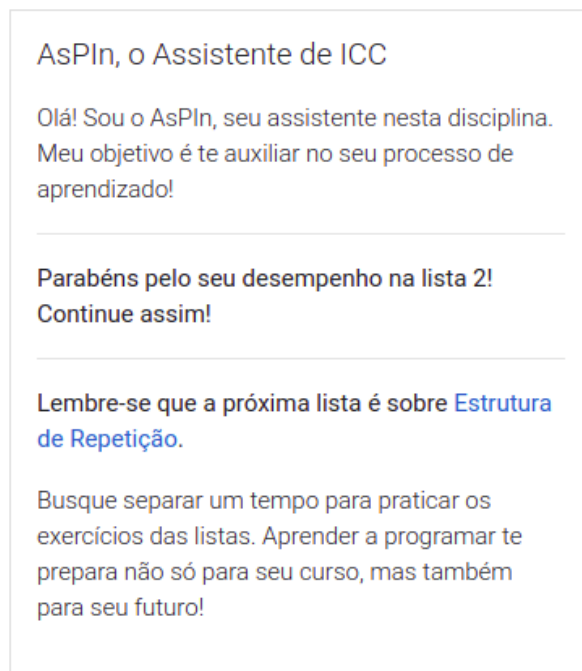 AsPIn, o Assistente de ICC
Olá! Sou o AsPIn, seu assistente nesta disciplina.
Meu objetivo é te auxiliar no seu processo de
aprendizado!
Parabéns pelo seu desempenho na lista 2!
Continue assim!
Lembre-se que a próxima lista é sobre Estrutura
de Repetição.
Busque separar um tempo para praticar os
exercícios das listas. Aprender a programar te
prepara não só para seu curso, mas também
para seu futuro!